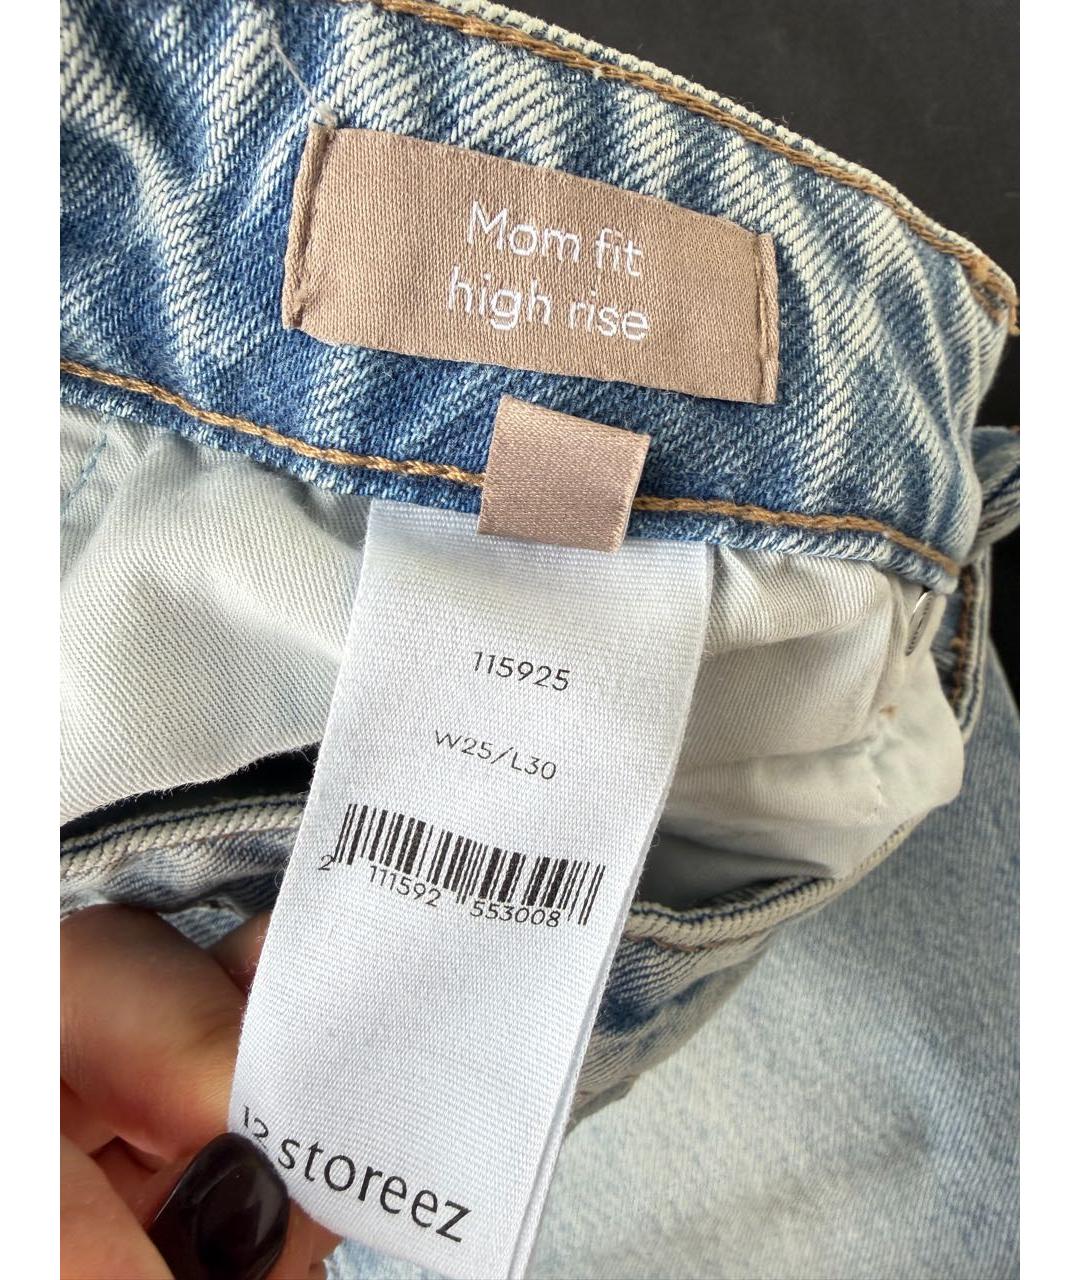 Mom fit
high rise
115925
W25/L30
2 111592 553008
12 storeez